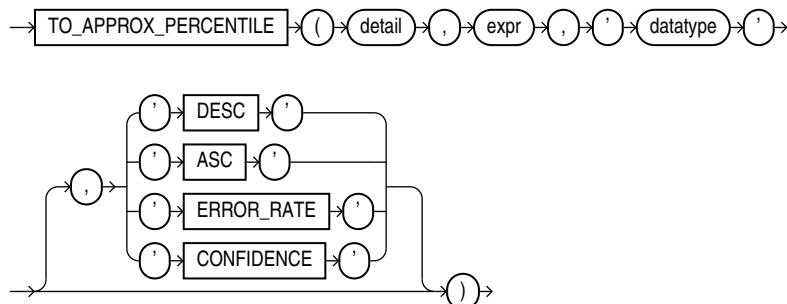 TO_APPROX_PERCENTILE ( detail , expr , ’ datatype ’
’ DESC ’
’ ASC ’
,
’ ERROR_RATE ’
’ CONFIDENCE ’
)